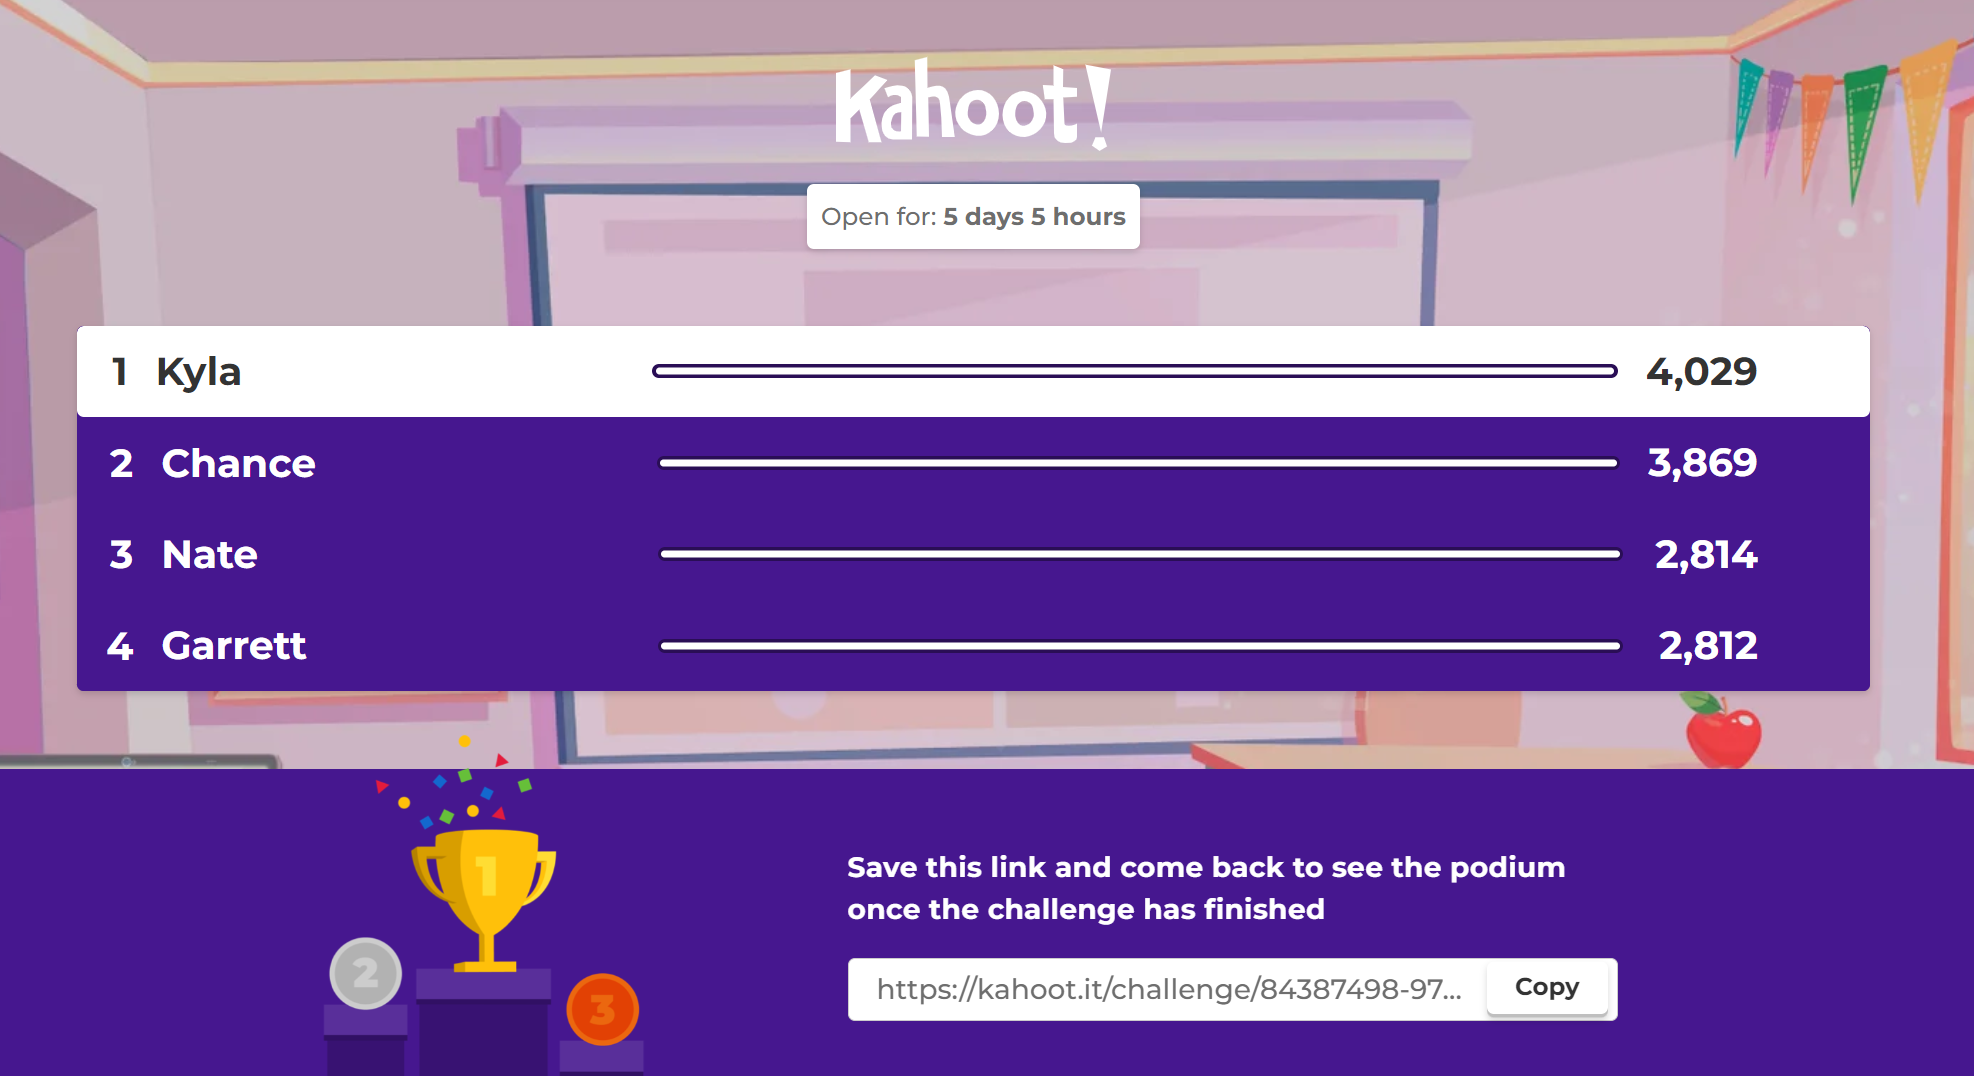 Kahoot!
Open for: 5 days 5 hours
1 Kyla 4,029
2 Chance 3,869
3 Nate 2,814
4 Garrett 2,812
1
2
3
Save this link and come back to see the podium
once the challenge has finished
https://kahoot.it/challenge/84387498-97... Copy